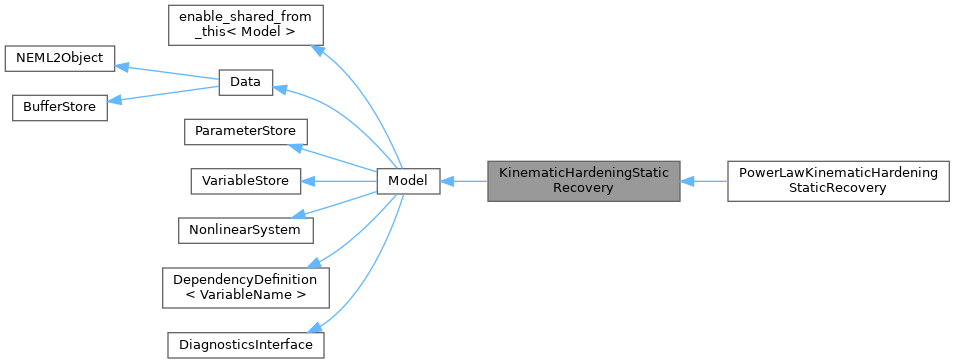 enable_shared_from
_this< Model >
NEML2Object
Data
BufferStore
ParameterStore
KinematicHardeningStatic
Recovery
PowerLawKinematicHardening
StaticRecovery
VariableStore
Model
NonlinearSystem
DependencyDefinition
< VariableName >
DiagnosticsInterface